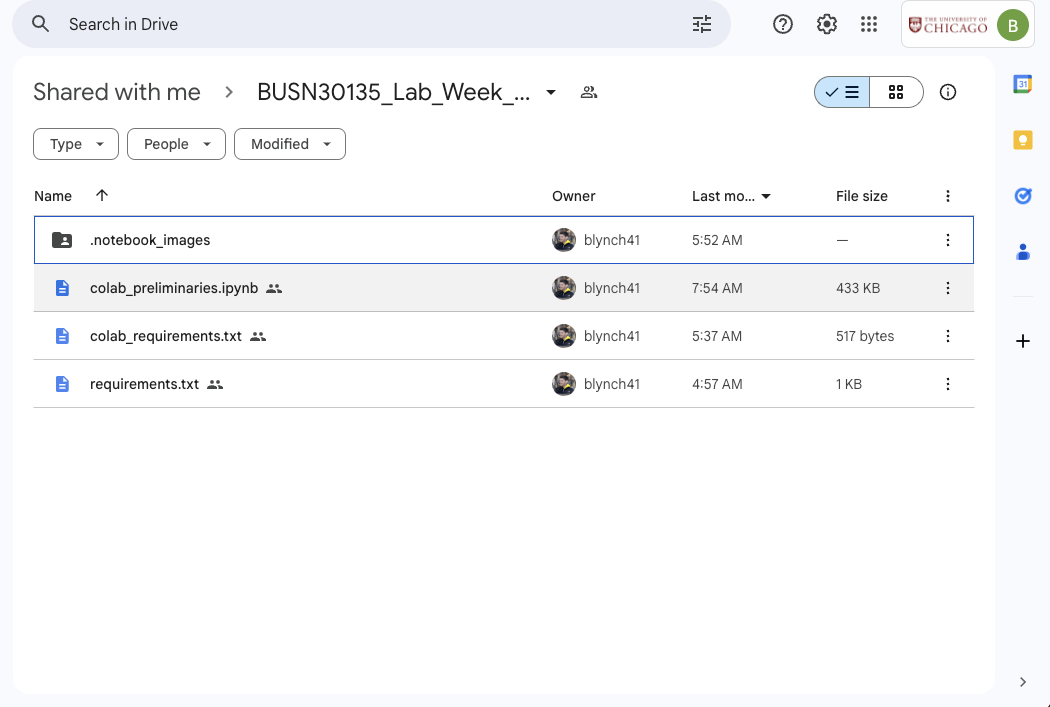 Search in Drive
THE UNIVERSITY OF
CHICAGO
B
Shared with me > BUSN30135_Lab_Week_...
31
Type
People
Modified
Name
Owner
Last mo...
File size
.notebook_images
blynch41
5:52 AM
—
colab_preliminaries.ipynb
blynch41
7:54 AM
433 KB
colab_requirements.txt
blynch41
5:37 AM
517 bytes
requirements.txt
blynch41
4:57 AM
1 KB